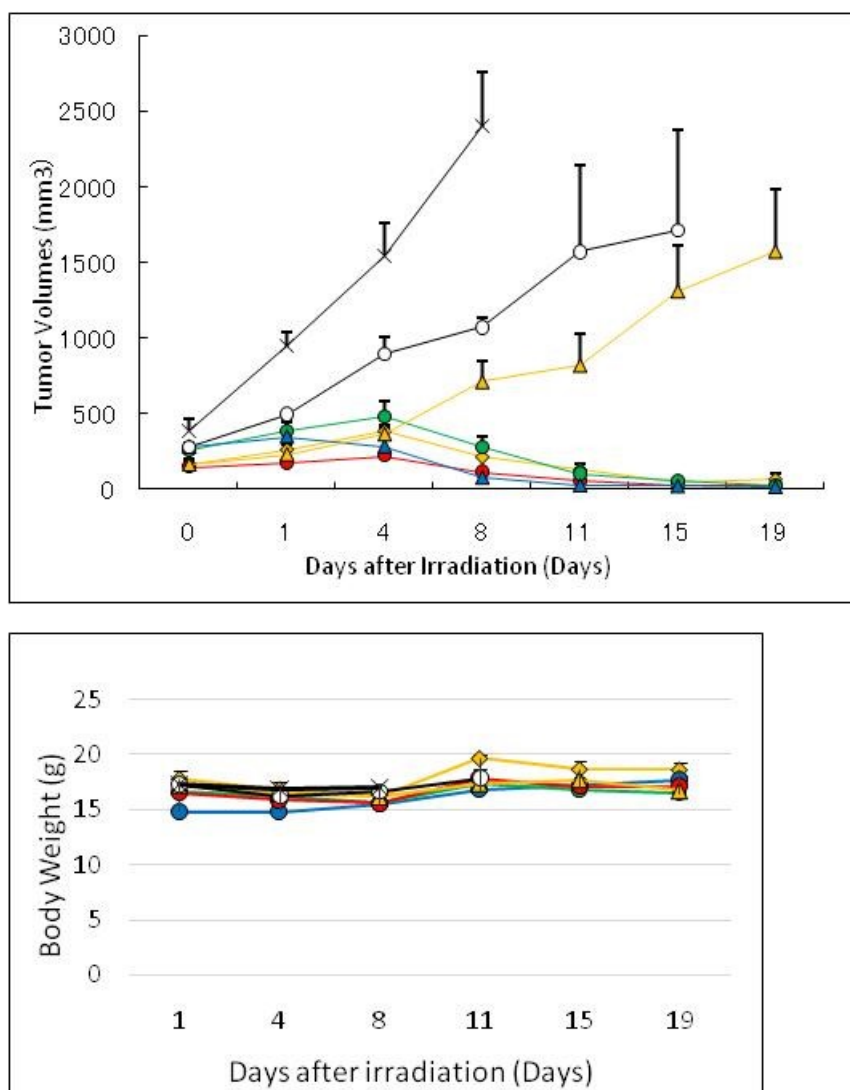 3000
2500
2000
1500
1000
500
0
Tumor Volumes (mm3)
0 1 4 8 11 15 19
Days after Irradiation (Days)
25
20
15
10
5
0
Body Weight (g)
1 4 8 11 15 19
Days after irradiation (Days)